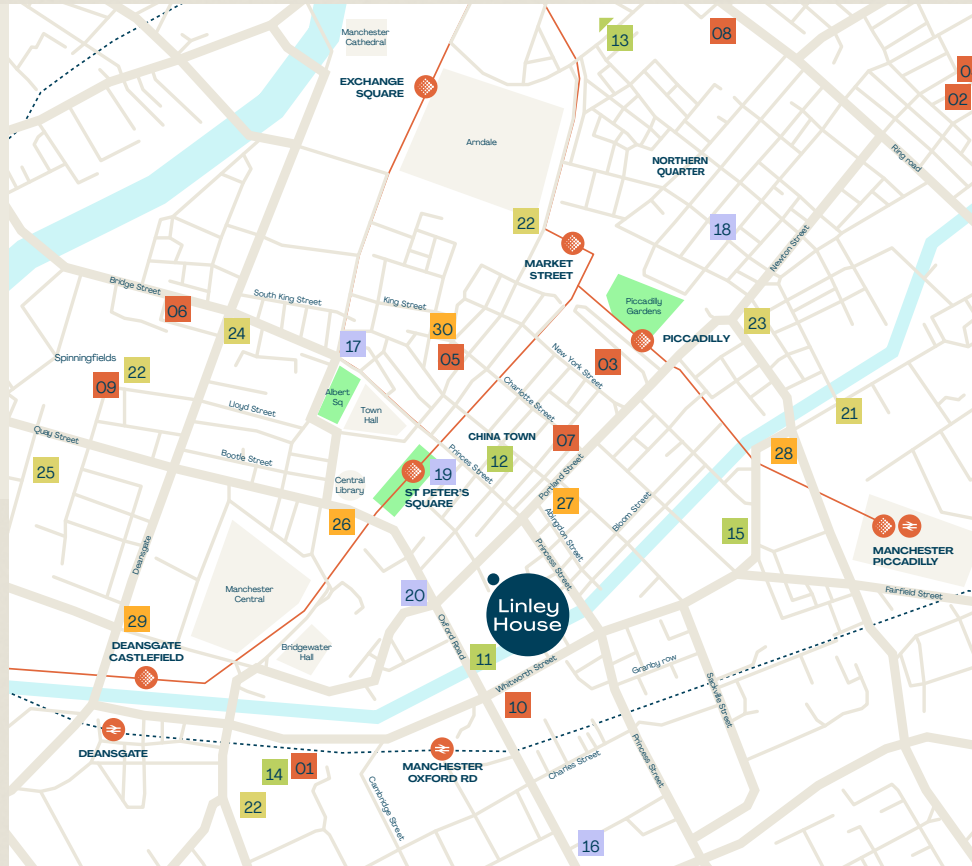 Manchester
Cathedral
13
08
0
02
EXCHANGE
SQUARE
Arndale
NORTHERN
QUARTER
Ring road
22
18
MARKET
STREET
Newton Street
Bridge Street
06
South King Street
King Street
Piccadilly
Gardens
PICCADILLY
23
24
17
30
05
New York Street
03
Spinningfields
22
09
Albert
Sq
Town
Hall
Lloyd Street
Charlotte Street
21
Quay Street
Bootle Street
CHINA TOWN
07
Princes Street
12
28
25
Central
Library
19
ST PETER'S
SQUARE
Portland Street
27
26
Abingdon Street
Bloom Street
15
MANCHESTER
PICCADILLY
Deansgate
Princess Street
Manchester
Central
20
Linley
House
Fairfield Street
29
DEANSGATE
CASTLEFIELD
Bridgewater
Hall
Oxford Road
11
Whitworth Street
Granby row
10
Sackville Street
DEANSGATE
MANCHESTER
OXFORD RD
14
01
Charles Street
Princess Street
22
Cambridge Street
16